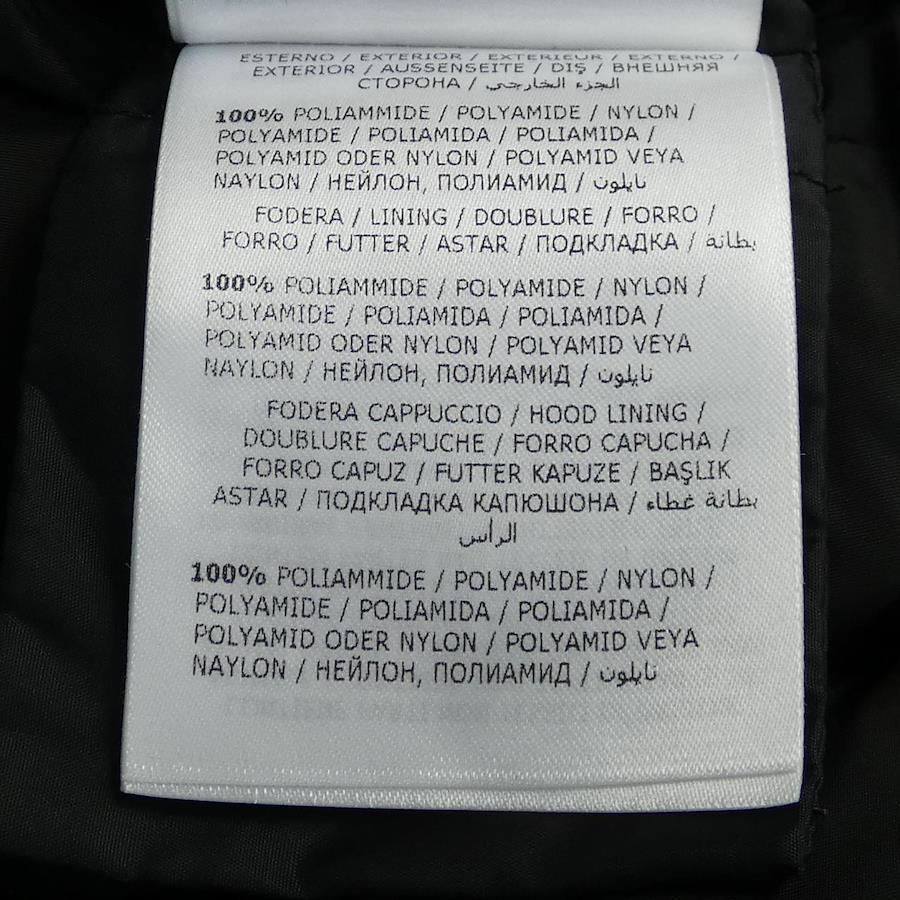 ESTERNO / EXTERIOR / EXTERIEUR / EXTERNO /
EXTERIOR / AUSSENSEITE / DIŞ / ВНЕШНЯЯ
СТОРОНА / الجزء الخارجي
100% POLIAMMIDE / POLYAMIDE / NYLON /
POLYAMIDE / POLIAMIDA / POLIAMIDA /
POLYAMID ODER NYLON / POLYAMID VEYA
NAYLON / НЕЙЛОН, ПОЛИАМИД / نايلون
FODERA / LINING / DOUBLURE / FORRO /
FORRO / FUTTER / ASTAR / ПОДКЛАДКА / بطانة
100% POLIAMMIDE / POLYAMIDE / NYLON /
POLYAMIDE / POLIAMIDA / POLIAMIDA /
POLYAMID ODER NYLON / POLYAMID VEYA
NAYLON / НЕЙЛОН, ПОЛИАМИД / نايلون
FODERA CAPPUCCIO / HOOD LINING /
DOUBLURE CAPUCHE / FORRO CAPUCHA /
FORRO CAPUZ / FUTTER KAPUZE / BAŞLIK
ASTAR / ПОДКЛАДКА КАПЮШОНА / بطانة غطاء
الرأس
100% POLIAMMIDE / POLYAMIDE / NYLON /
POLYAMIDE / POLIAMIDA / POLIAMIDA /
POLYAMID ODER NYLON / POLYAMID VEYA
NAYLON / НЕЙЛОН, ПОЛИАМИД / نايلون